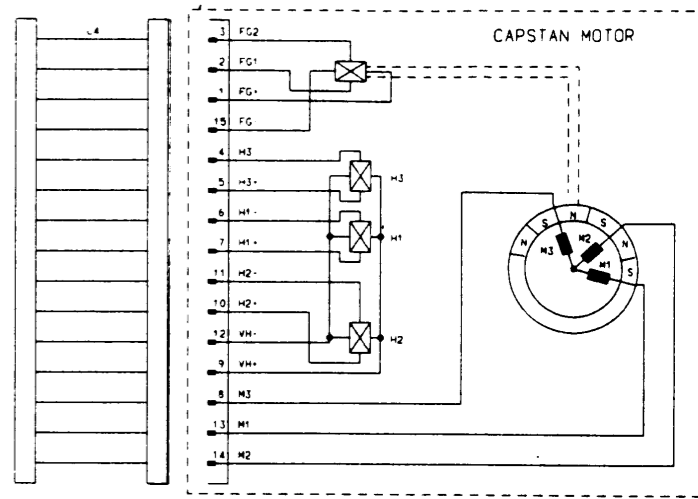 CAPSTAN MOTOR
3 FG2
2 FG1
1 FG+
15 FG-
4 H3
5 H3+
H3
6 H1-
H1
7 H1+
11 H2-
10 H2+
12 VH-
H2
9 VH+
8 M3
13 M1
14 M2
N S N S N S
M3 M2 M1